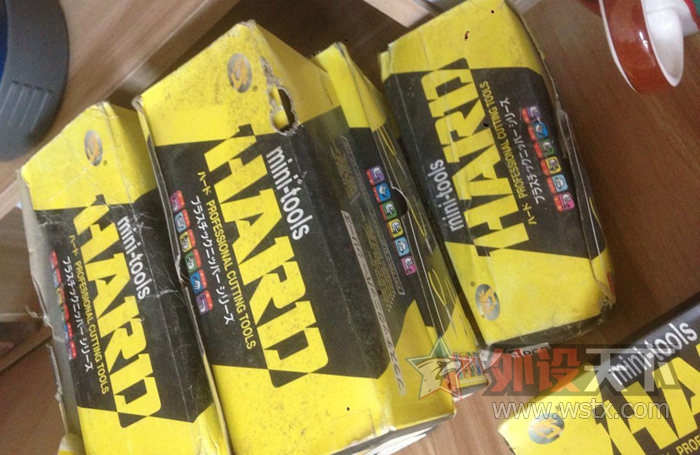 mini-tools
HARD
ハード PROFESSIONAL CUTTING TOOLS
プラスチックニッパー シリーズ
mini-tools
HARD
ハード PROFESSIONAL CUTTING TOOLS
プラスチックニッパー シリーズ
mini-tools
HARD
ハード PROFESSIONAL CUTTING TOOLS
プラスチックニッパー シリーズ
mini-tools
HA
外设天下
www.wstx.com